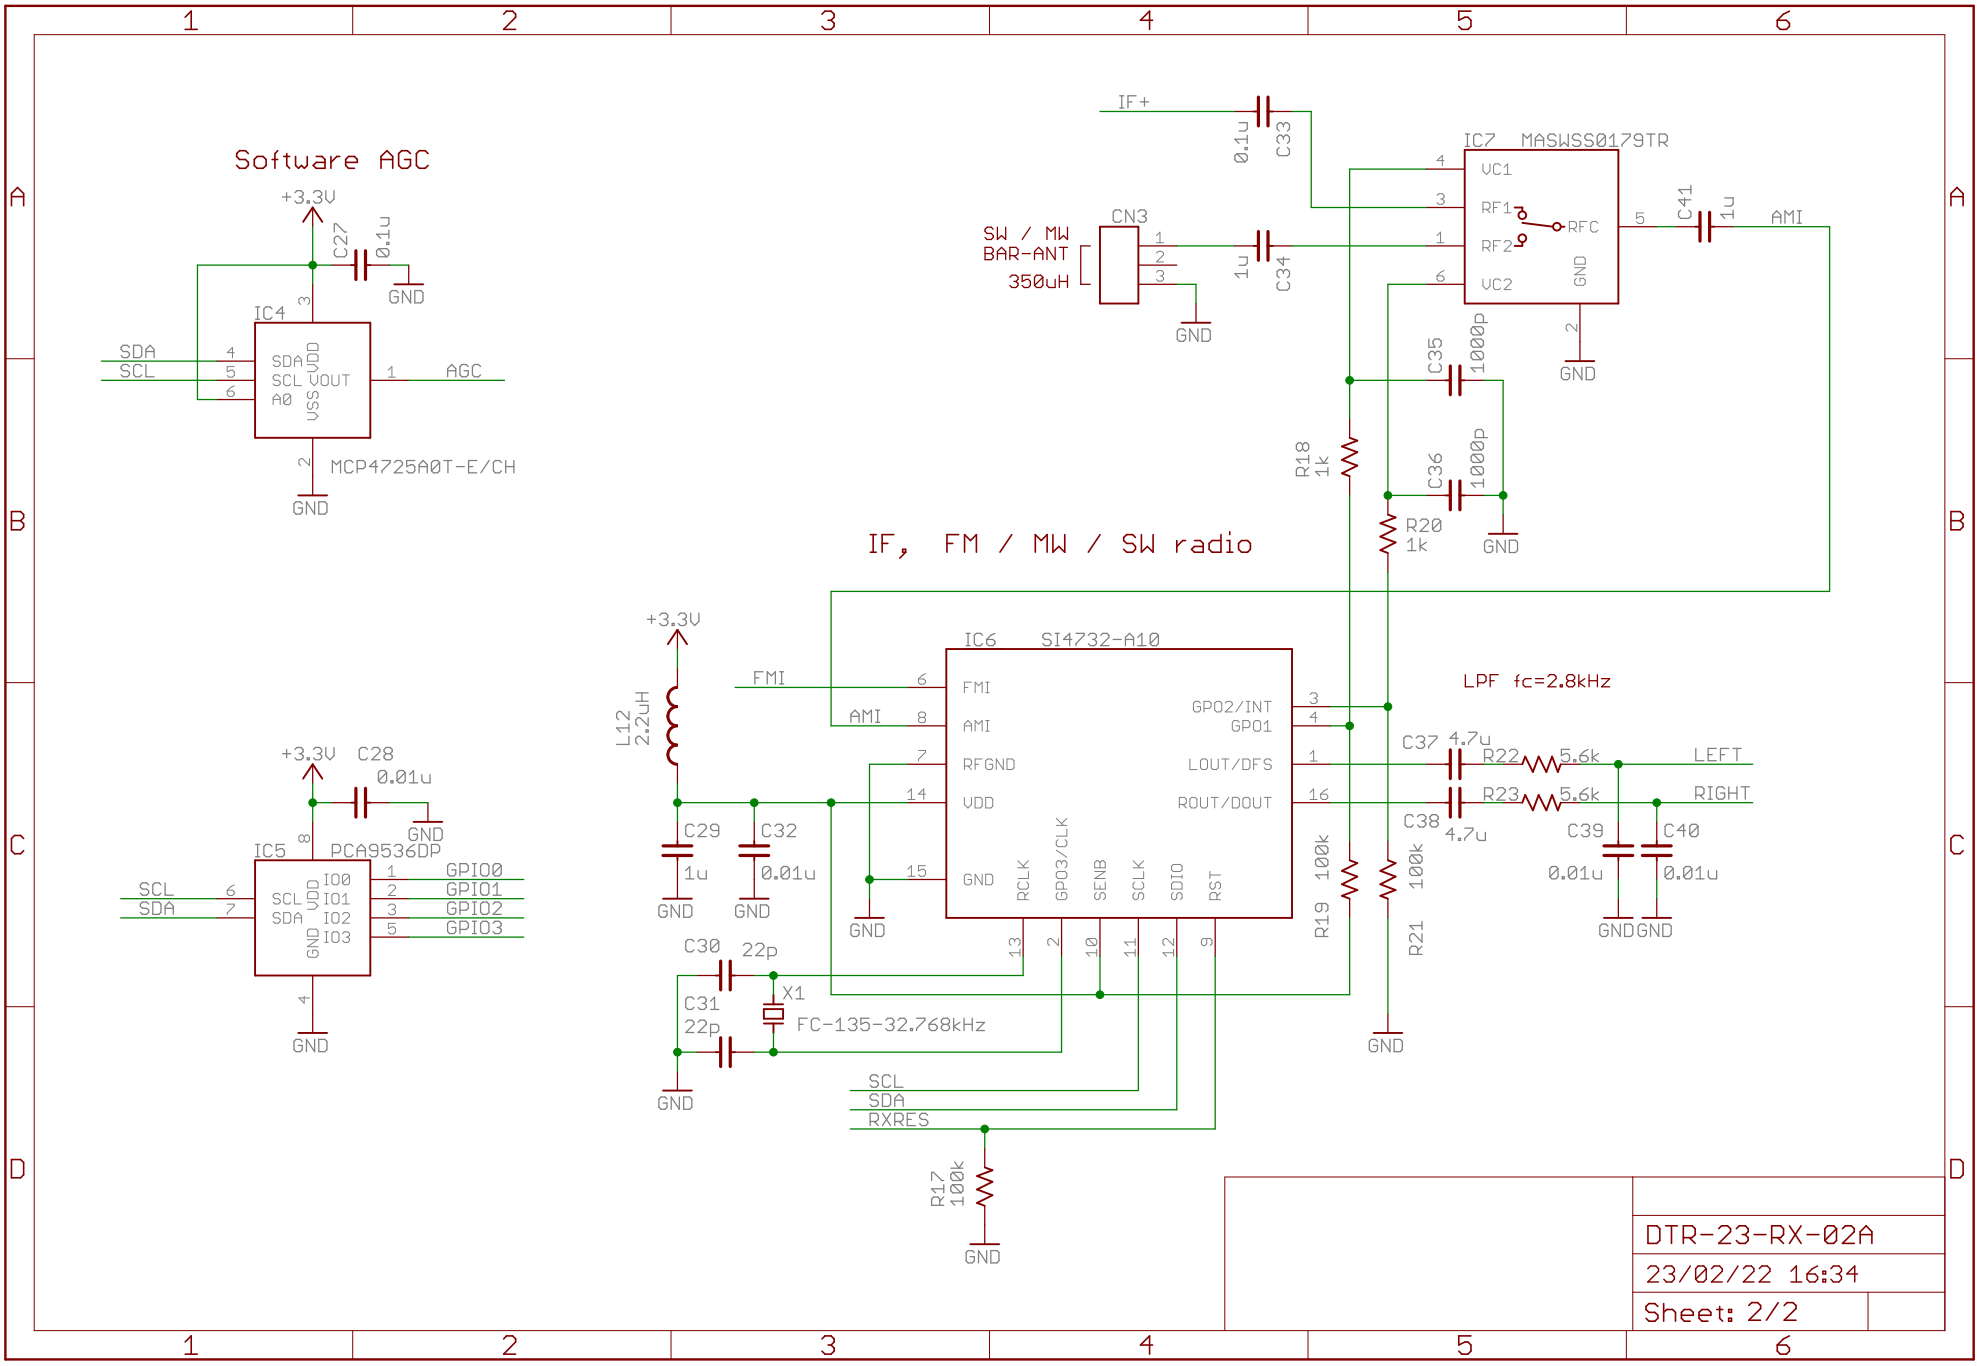 1 2 3 4 5 6
A
B
C
D
Software AGC
+3.3V
C27
0.1u
GND
IC4
3
SDA
4
SDA
SCL
5
SCL
6
A0
VDD
VOUT
VSS
1
AGC
2
MCP4725A0T-E/CH
GND
+3.3V
C28
0.01u
GND
8
IC5
PCA9536DP
SCL
6
SCL
SDA
7
SDA
VDD
GND
IO0
1
GPIO0
IO1
2
GPIO1
IO2
3
GPIO2
IO3
5
GPIO3
4
GND
IF+
0.1u
C33
CN3
SW / MW
BAR-ANT
350uH
1
2
3
GND
1u
C34
IC7
MASWSS0179TR
4
VC1
3
RF1
1
RF2
6
VC2
RFC
GND
5
2
GND
C41
1u
AMI
C35
1000p
C36
1000p
GND
R18
1k
R20
1k
IF, FM / MW / SW radio
+3.3V
L12
2.2uH
FMI
AMI
C29
1u
GND
C32
0.01u
GND
GND
IC6
SI4732-A10
6
FMI
8
AMI
7
RFGND
14
VDD
15
GND
GPO2/INT
3
GPO1
4
LOUT/DFS
1
ROUT/DOUT
16
RCLK
GPO3/CLK
SENB
SCLK
SDIO
RST
13
2
10
11
12
9
C30
22p
C31
22p
X1
FC-135-32.768kHz
GND
SCL
SDA
RXRES
R17
100k
GND
R19
100k
R21
100k
GND
LPF fc=2.8kHz
C37
4.7u
R22
5.6k
LEFT
C38
4.7u
R23
5.6k
RIGHT
C39
0.01u
GND
C40
0.01u
GND
A
B
C
D
DTR-23-RX-02A
23/02/22 16:34
Sheet: 2/2
1 2 3 4 5 6